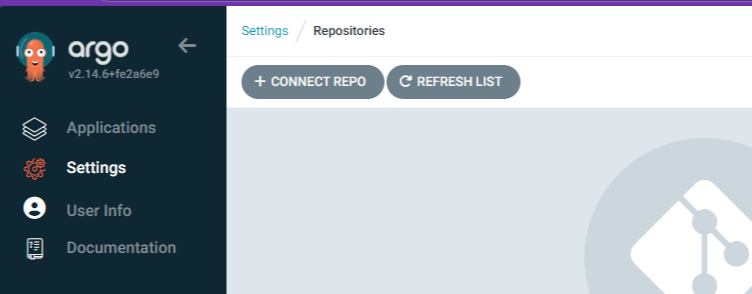 argo
v2.14.6+fe2a6e9
Applications
Settings
User Info
Documentation
Settings / Repositories
+ CONNECT REPO REFRESH LIST